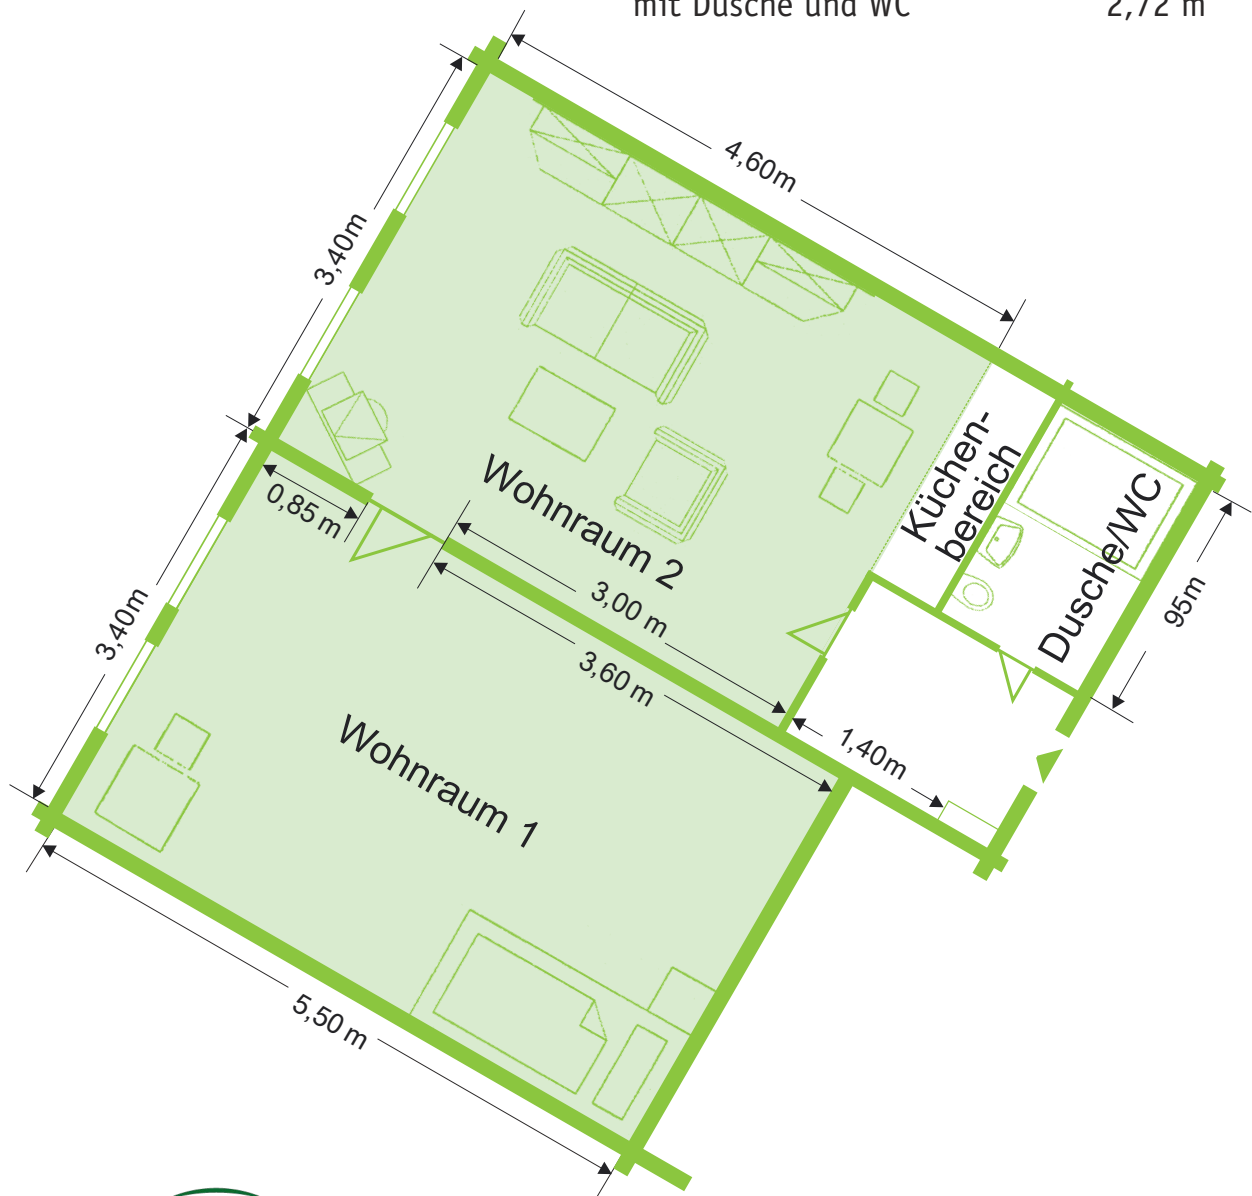 mit Dusche und WC 2,72 m
4,60m
3,40m
Küchen-
bereich
Dusche/WC
Wohnraum 2
0,85 m
3,00 m
95m
3,40m
3,60 m
1,40m
Wohnraum 1
5,50 m